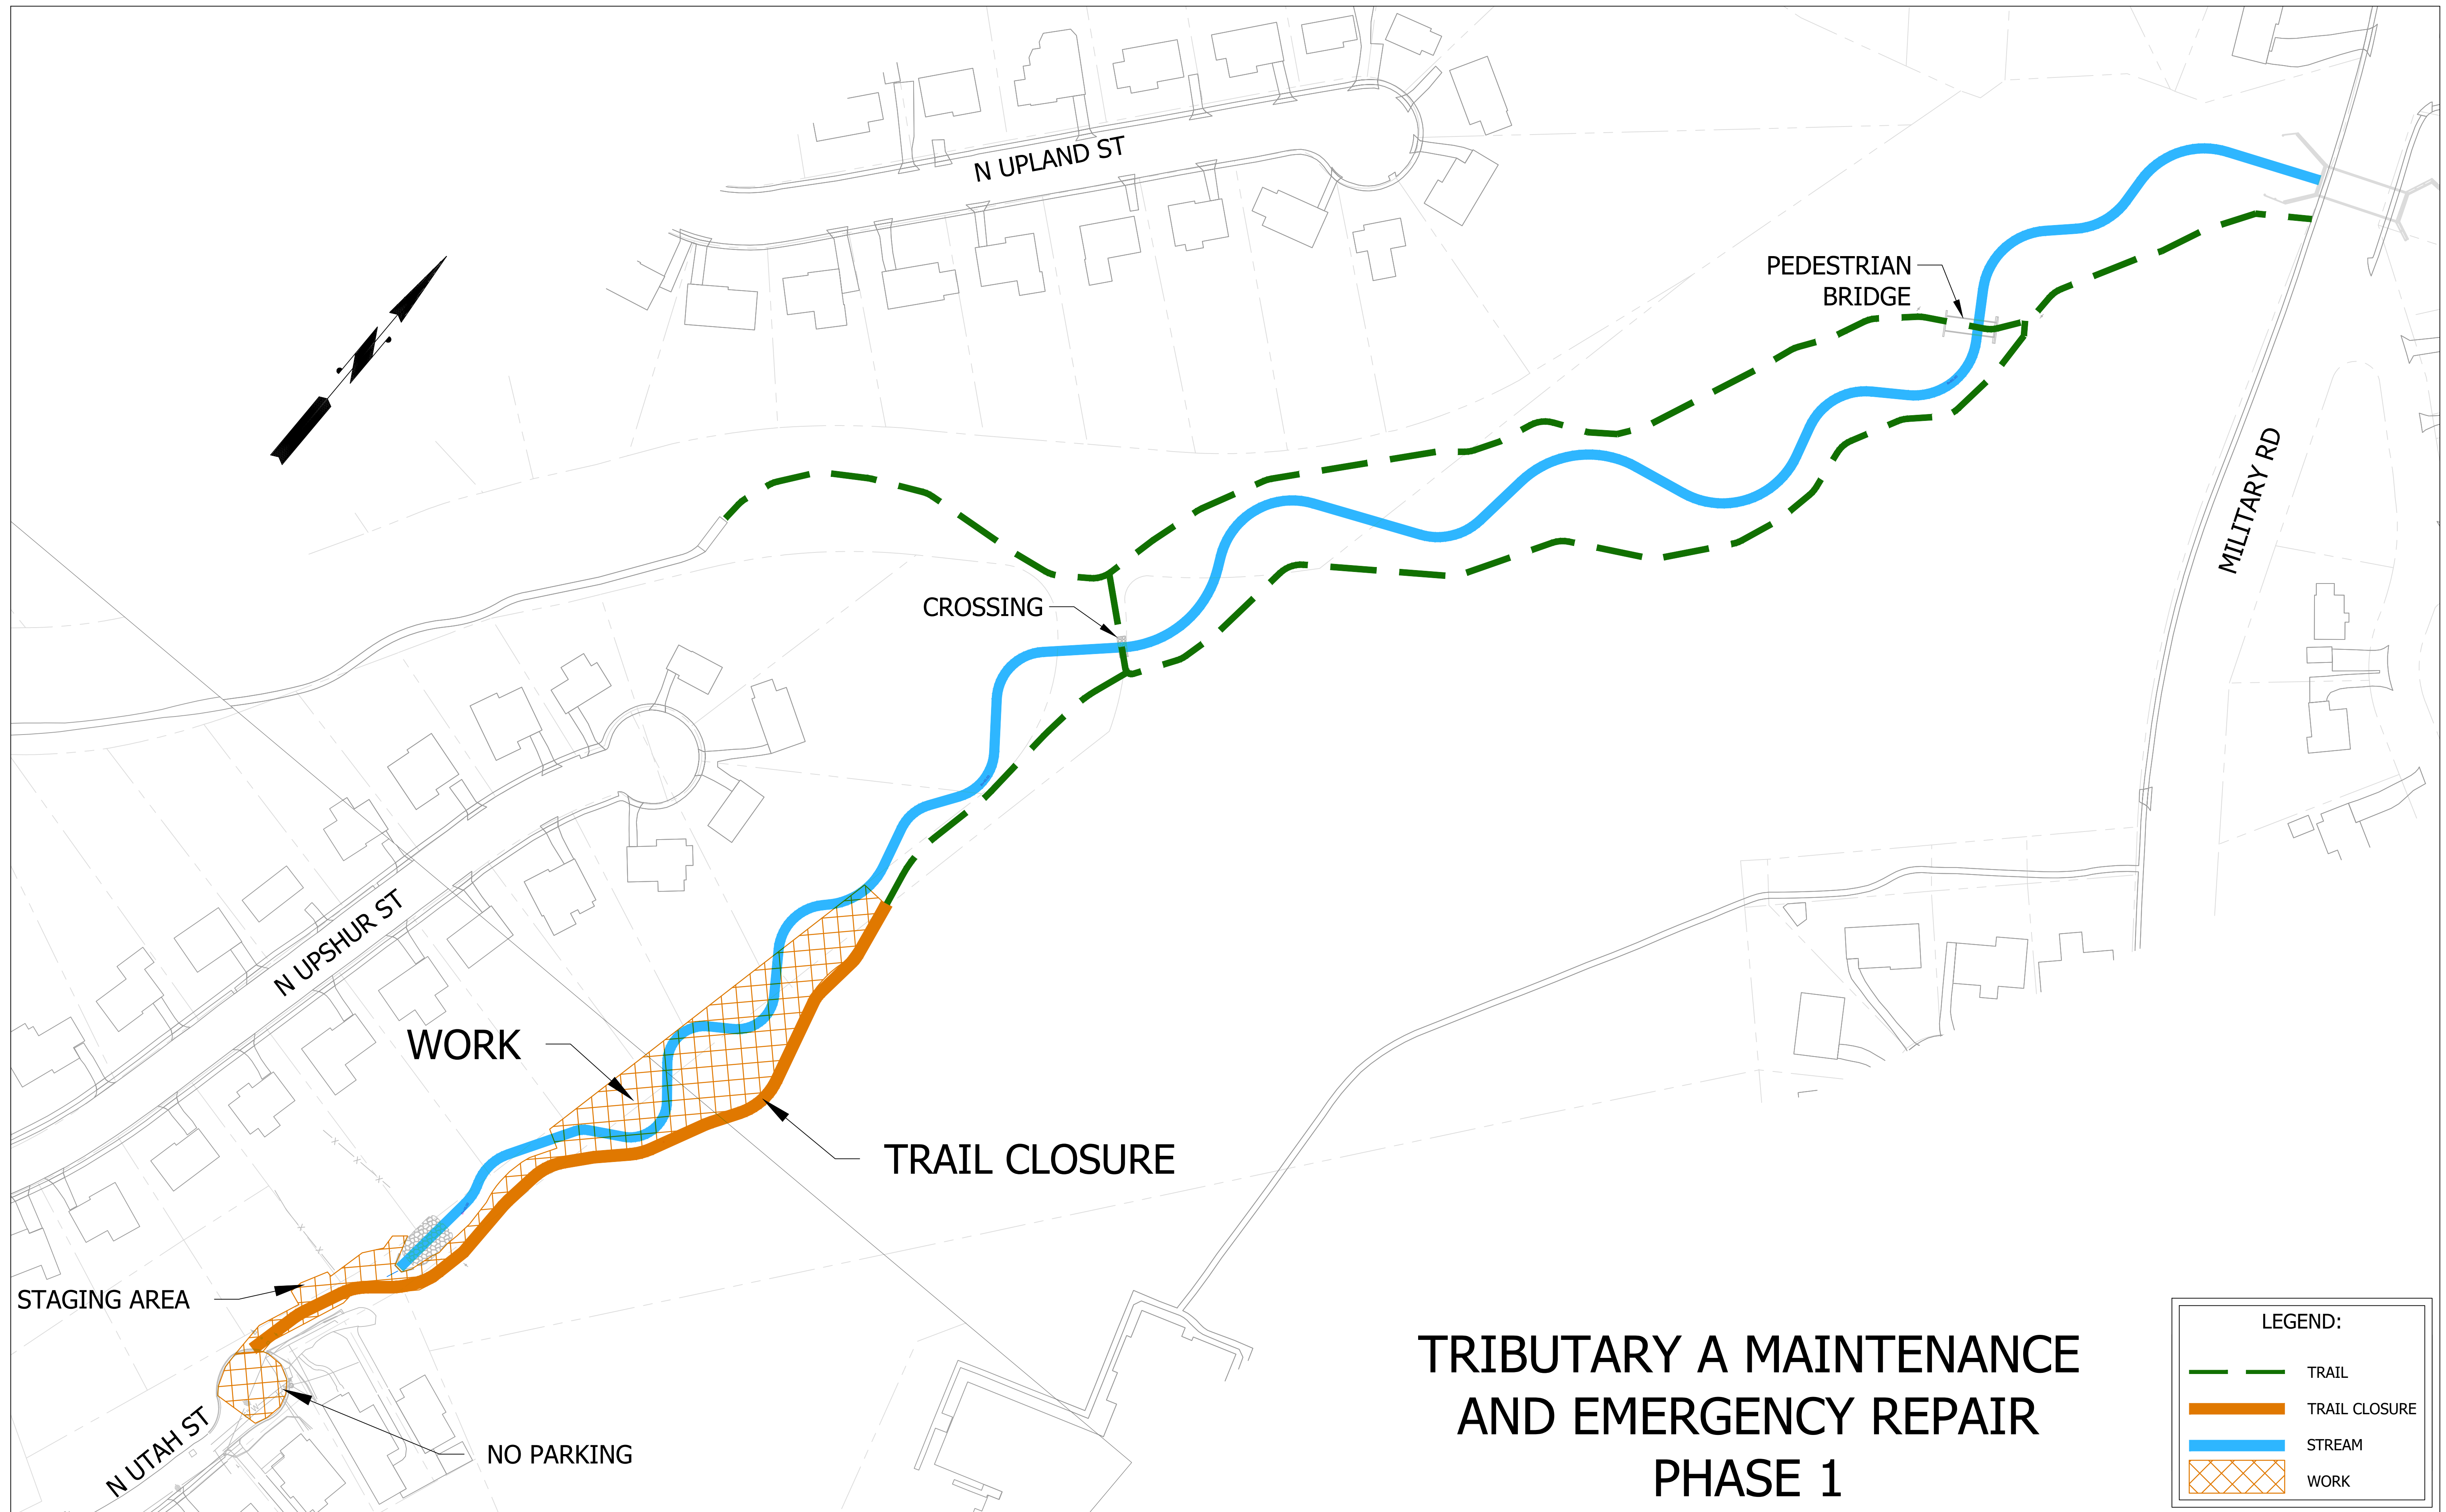 N UPLAND ST
PEDESTRIAN
BRIDGE
MILITARY RD
CROSSING
N UPSHUR ST
WORK
TRAIL CLOSURE
STAGING AREA
NO PARKING
N UTAH ST
TRIBUTARY A MAINTENANCE
AND EMERGENCY REPAIR
PHASE 1
LEGEND:
TRAIL
TRAIL CLOSURE
STREAM
WORK